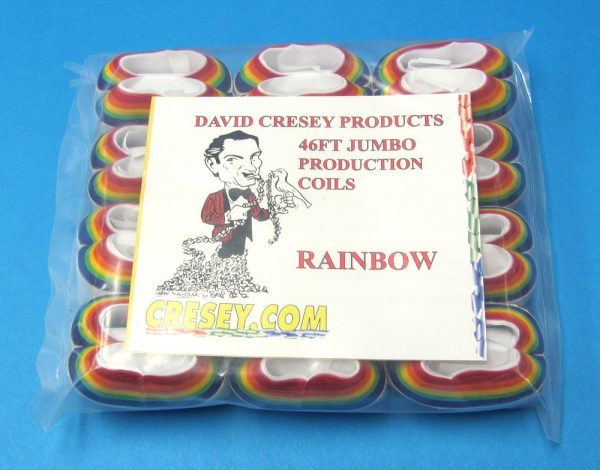 DAVID CRESEY PRODUCTS
46FT JUMBO
PRODUCTION
COILS
RAINBOW
CRESEY.COM